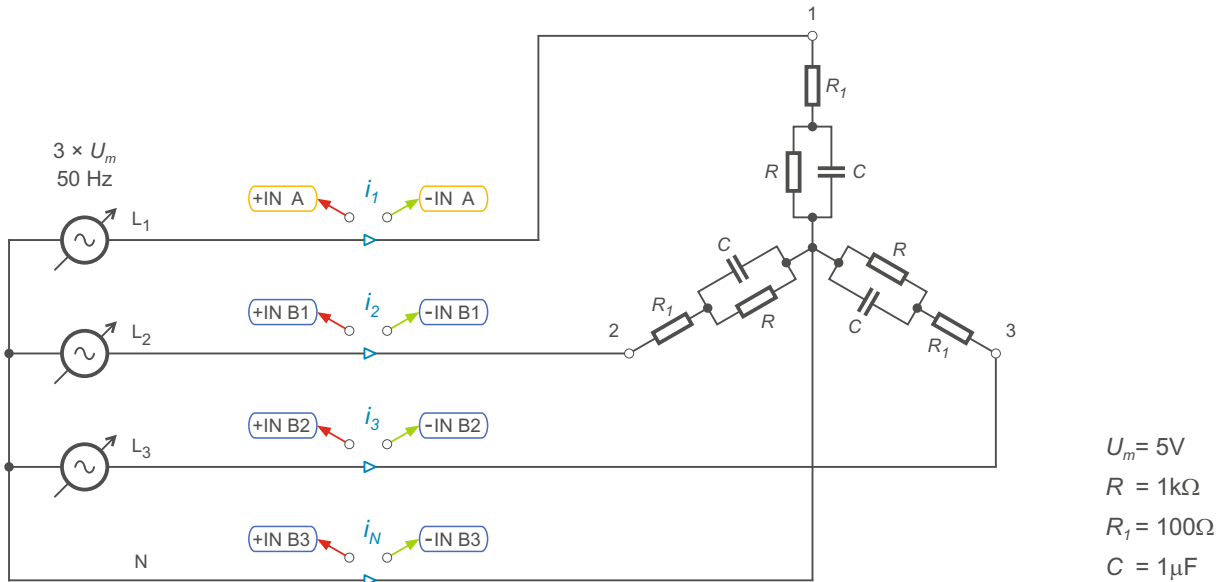 1
R₁
R
C
3 × Uₘ
50 Hz
+IN A
i₁
-IN A
L₁
C
R
R₁
R
C
R₁
+IN B1
i₂
-IN B1
L₂
2
3
+IN B2
i₃
-IN B2
L₃
Uₘ= 5V
R = 1kΩ
+IN B3
i_N
-IN B3
R₁= 100Ω
N
C = 1μF